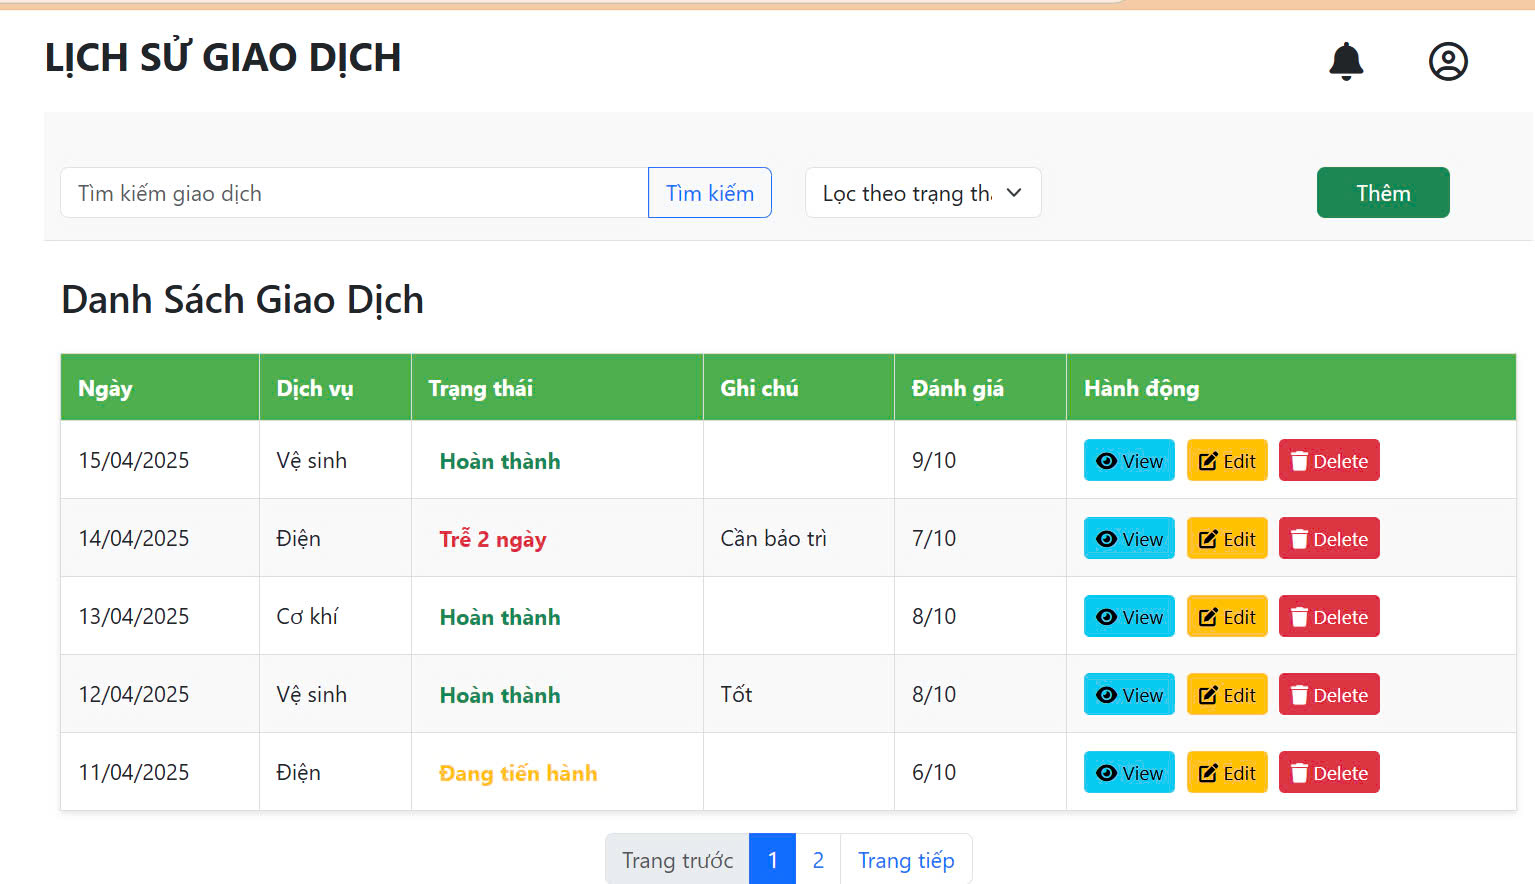 LỊCH SỬ GIAO DỊCH
Tìm kiếm giao dịch Tìm kiếm Lọc theo trạng thá Thêm
Danh Sách Giao Dịch
Ngày Dịch vụ Trạng thái Ghi chú Đánh giá Hành động
15/04/2025 Vệ sinh Hoàn thành 9/10 View Edit Delete
14/04/2025 Điện Trễ 2 ngày Cần bảo trì 7/10 View Edit Delete
13/04/2025 Cơ khí Hoàn thành 8/10 View Edit Delete
12/04/2025 Vệ sinh Hoàn thành Tốt 8/10 View Edit Delete
11/04/2025 Điện Đang tiến hành 6/10 View Edit Delete
Trang trước 1 2 Trang tiếp